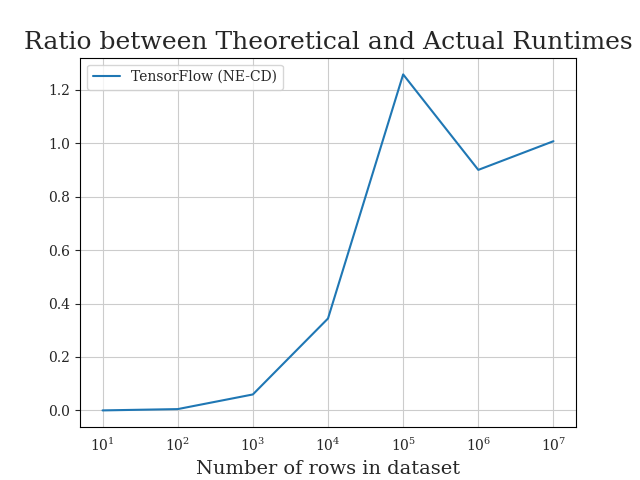 Ratio between Theoretical and Actual Runtimes
TensorFlow (NE-CD)
1.2
1.0
0.8
0.6
0.4
0.2
0.0
10¹ 10² 10³ 10⁴ 10⁵ 10⁶ 10⁷
Number of rows in dataset